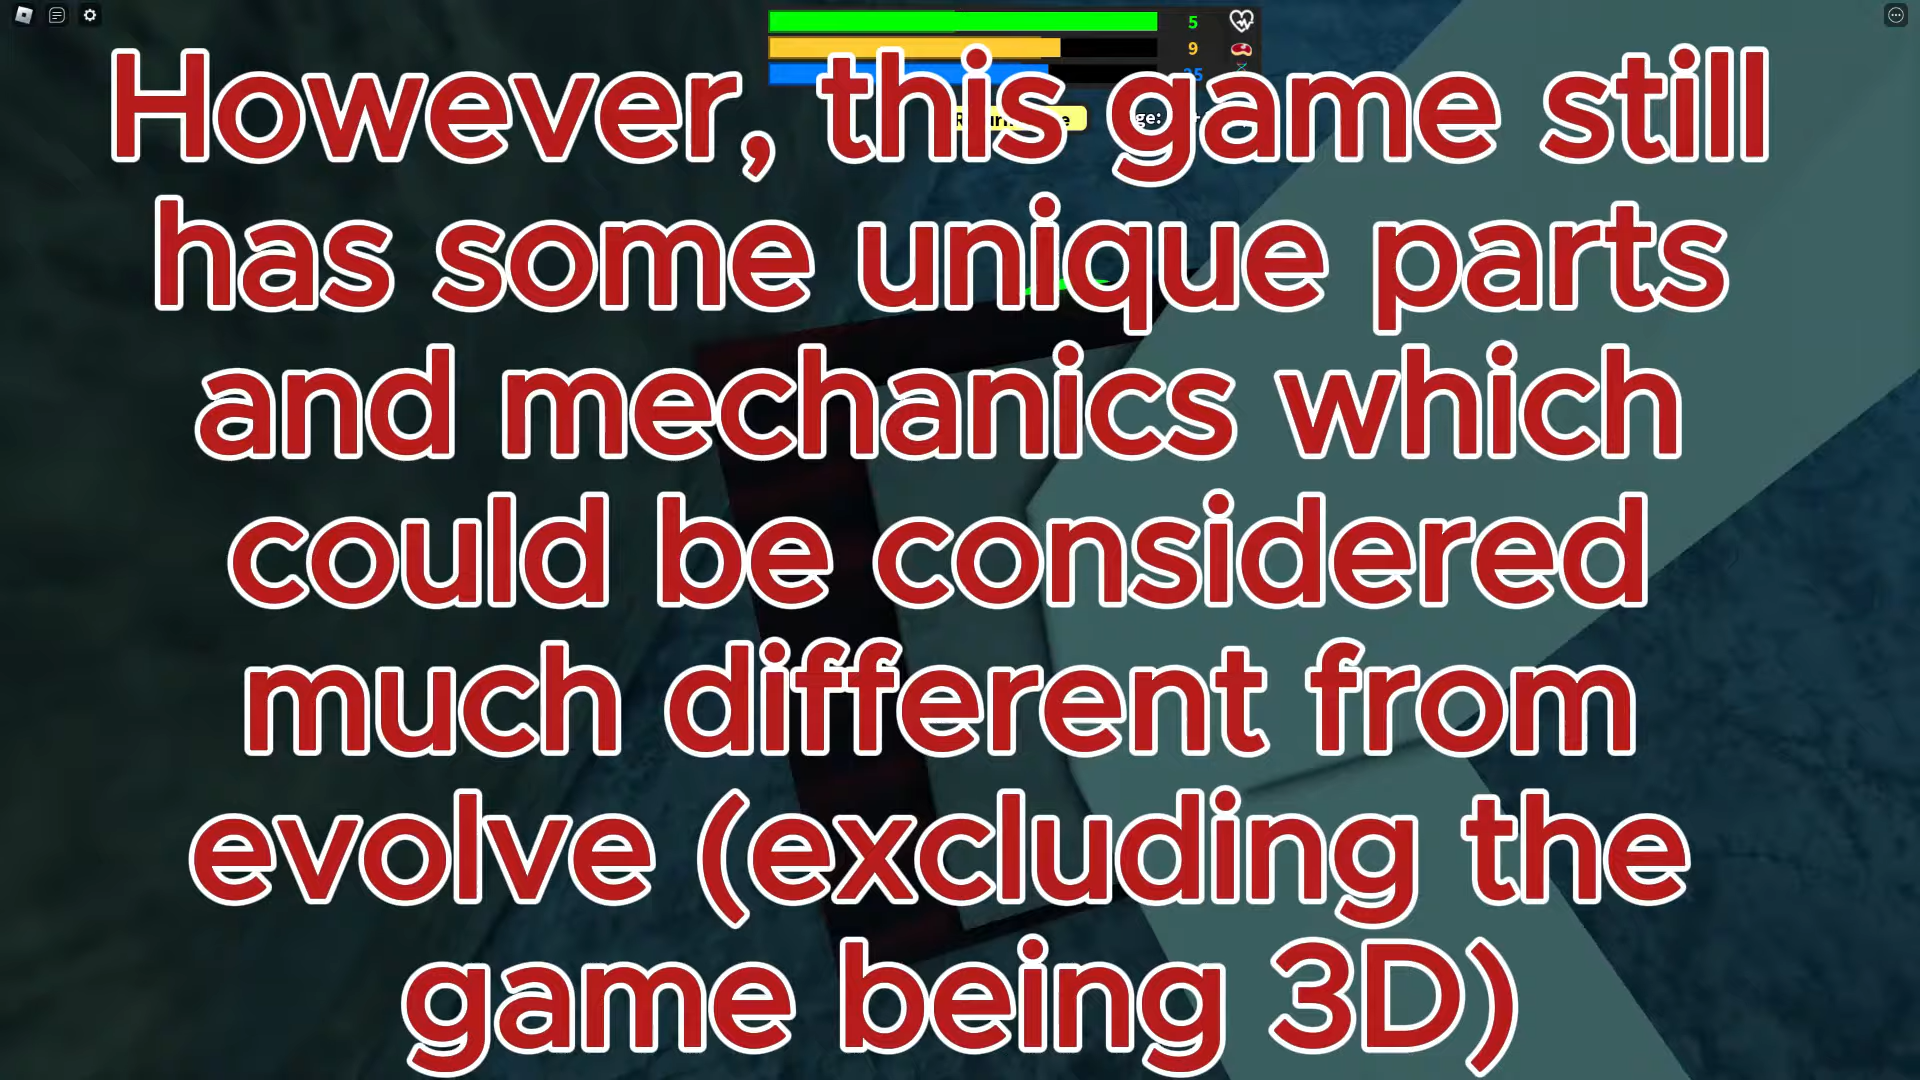 5
9
However, this game still
has some unique parts
and mechanics which
could be considered
much different from
evolve (excluding the
game being 3D)